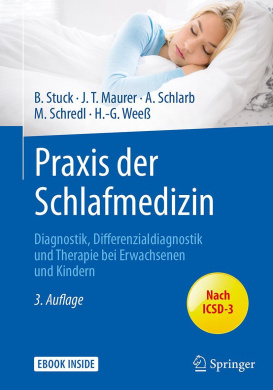 B. Stuck • J. T. Maurer • A. Schlarb
M. Schredl • H.-G. Weeß
Praxis der
Schlafmedizin
Diagnostik, Differenzialdiagnostik
und Therapie bei Erwachsenen
und Kindern
3. Auflage
Nach
ICSD-3
EBOOK INSIDE
Springer